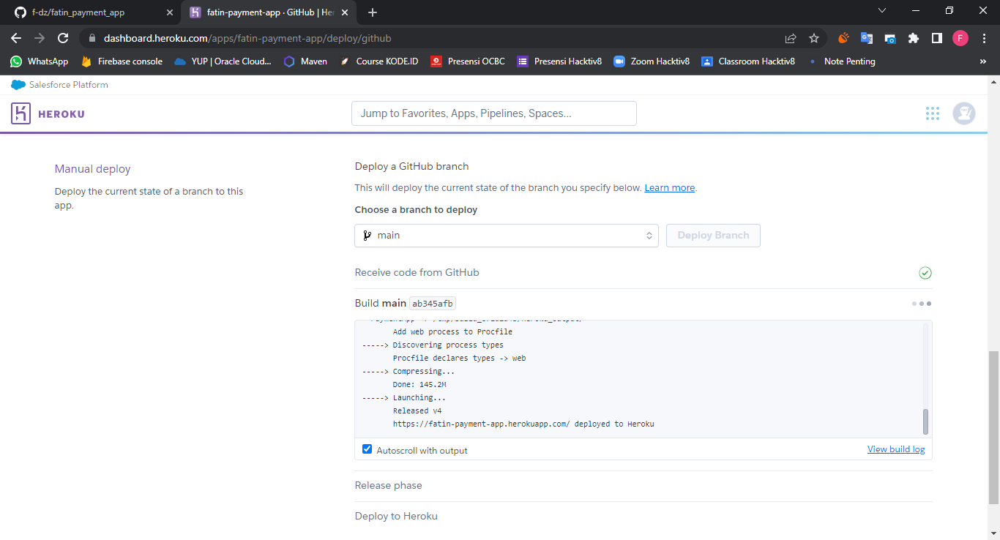 f-dz/fatin_payment_app
fatin-payment-app · GitHub | Her
dashboard.heroku.com/apps/fatin-payment-app/deploy/github
F
WhatsApp
Firebase console
YUP | Oracle Cloud...
Maven
Course KODE.ID
Presensi OCBC
Presensi Hacktiv8
Zoom Hacktiv8
Classroom Hacktiv8
Note Penting
Salesforce Platform
HEROKU
Jump to Favorites, Apps, Pipelines, Spaces...
Manual deploy
Deploy the current state of a branch to this
app.
Deploy a GitHub branch
This will deploy the current state of the branch you specify below. Learn more.
Choose a branch to deploy
main
Deploy Branch
Receive code from GitHub
Build main ab345afb
Add web process to Procfile
-----> Discovering process types
Procfile declares types -> web
-----> Compressing...
Done: 145.2M
-----> Launching...
Released v4
https://fatin-payment-app.herokuapp.com/ deployed to Heroku
Autoscroll with output
View build log
Release phase
Deploy to Heroku